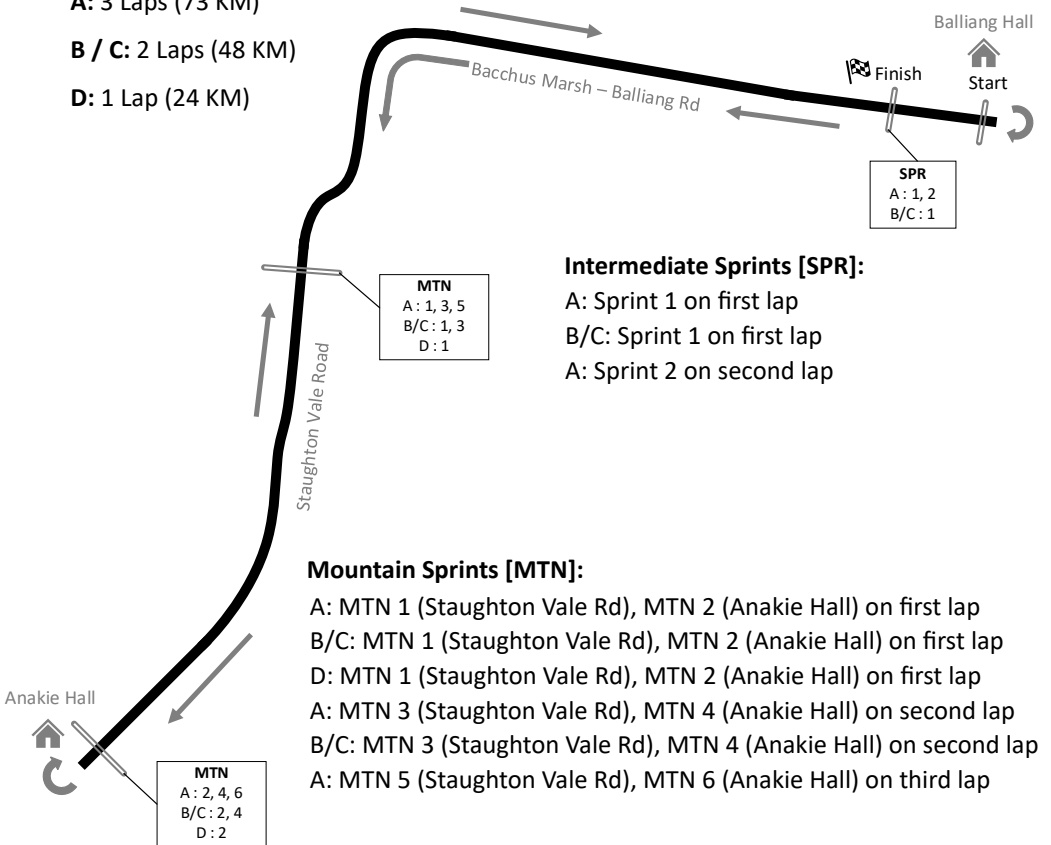 A: 3 Laps (73 KM)
B / C: 2 Laps (48 KM)
D: 1 Lap (24 KM)
Balliang Hall
Finish
Start
Bacchus Marsh – Balliang Rd
SPR
A : 1, 2
B/C : 1
Intermediate Sprints [SPR]:
A: Sprint 1 on first lap
B/C: Sprint 1 on first lap
A: Sprint 2 on second lap
MTN
A : 1, 3, 5
B/C : 1, 3
D : 1
Staughton Vale Road
Mountain Sprints [MTN]:
A: MTN 1 (Staughton Vale Rd), MTN 2 (Anakie Hall) on first lap
B/C: MTN 1 (Staughton Vale Rd), MTN 2 (Anakie Hall) on first lap
D: MTN 1 (Staughton Vale Rd), MTN 2 (Anakie Hall) on first lap
A: MTN 3 (Staughton Vale Rd), MTN 4 (Anakie Hall) on second lap
B/C: MTN 3 (Staughton Vale Rd), MTN 4 (Anakie Hall) on second lap
A: MTN 5 (Staughton Vale Rd), MTN 6 (Anakie Hall) on third lap
Anakie Hall
MTN
A : 2, 4, 6
B/C : 2, 4
D : 2